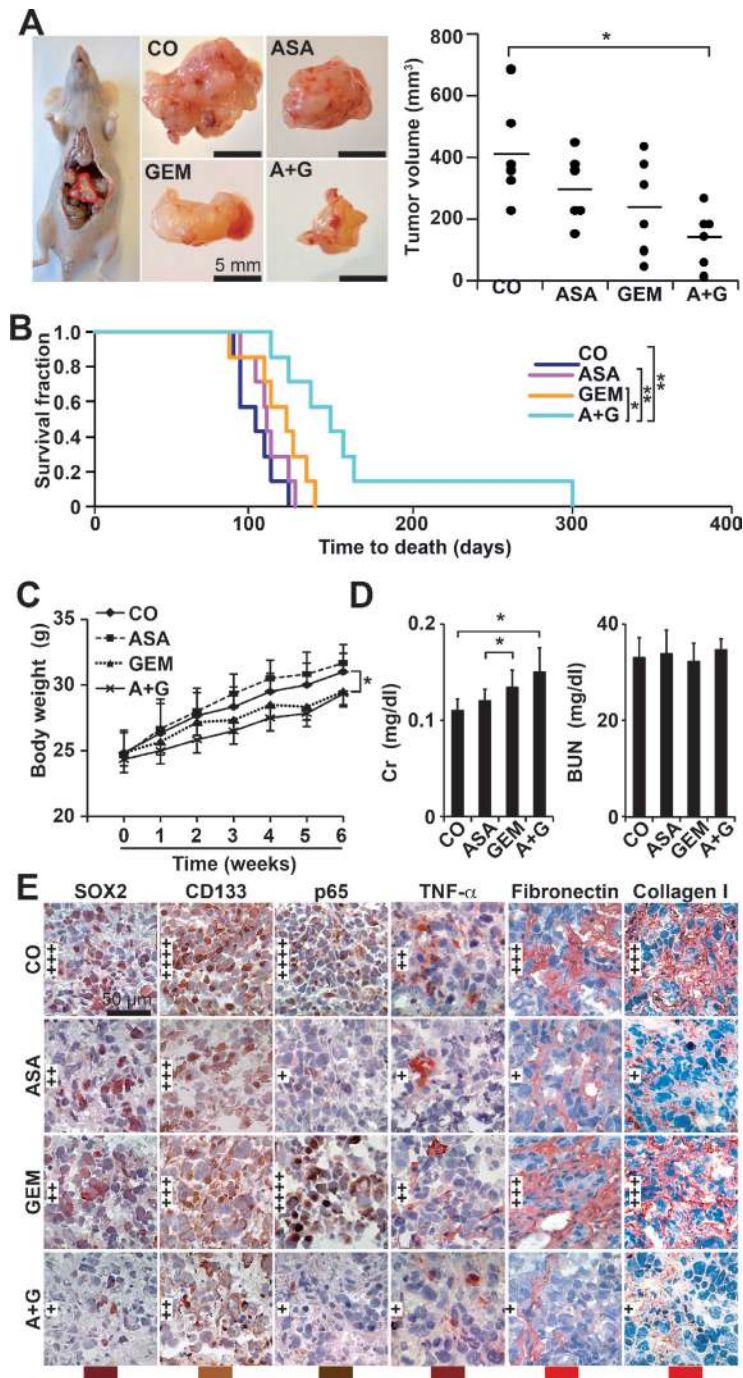 A
CO
ASA
GEM
A+G
5 mm
Tumor volume (mm³)
800
600
400
200
0
*
CO
ASA
GEM
A+G
B
Survival fraction
1.0
0.8
0.6
0.4
0.2
0
0
100
200
300
400
Time to death (days)
CO
ASA
GEM
A+G
*
**
**
C
Body weight (g)
35
30
25
20
CO
ASA
GEM
A+G
*
0 1 2 3 4 5 6
Time (weeks)
D
Cr (mg/dl)
0.2
0.1
0
*
*
CO
ASA
GEM
A+G
BUN (mg/dl)
40
20
0
CO
ASA
GEM
A+G
E
SOX2 CD133 p65 TNF-α Fibronectin Collagen I
CO
+++
++++
++++
++
+++
+++
50 µm
ASA
++
+++
+
+
+
+
GEM
++
+++
++++
++
+++
+++
A+G
+
++
+
+
+
+